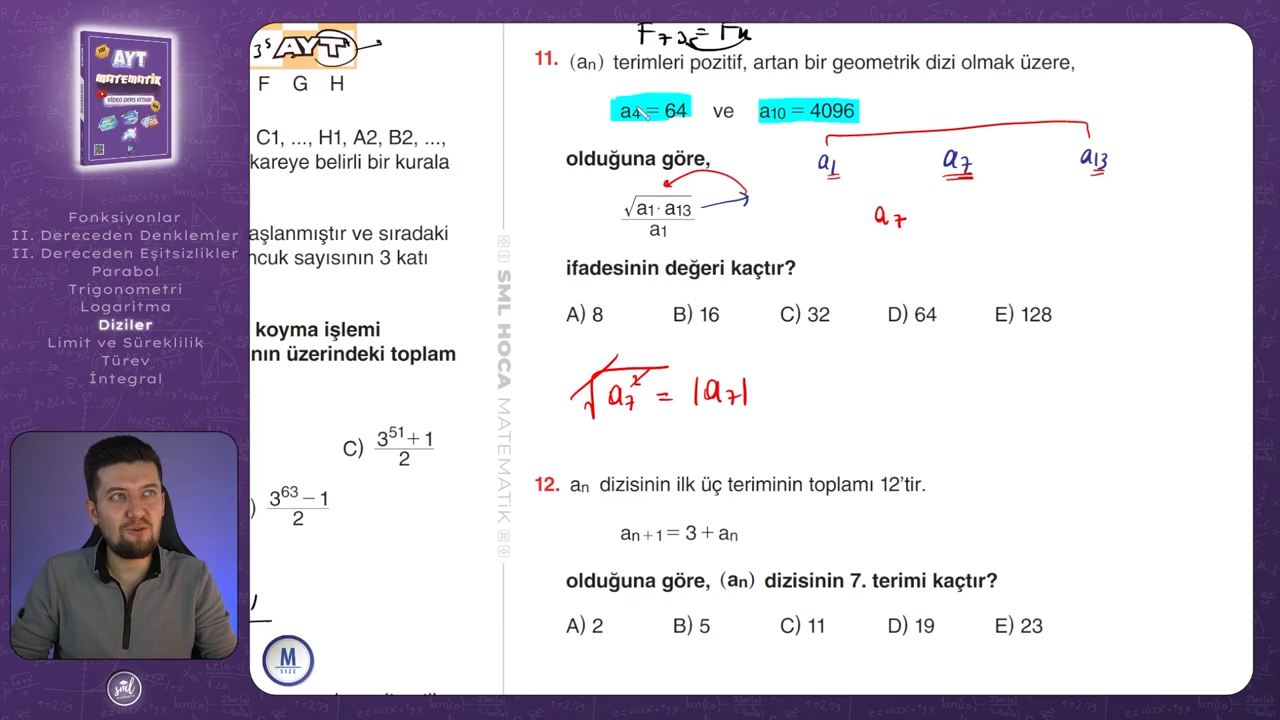 AYT
MATEMATİK
VİDEO DERS KİTABI
Fonksiyonlar
II. Dereceden Denklemler
II. Dereceden Eşitsizlikler
Parabol
Trigonometri
Logaritma
Diziler
Limit ve Süreklilik
Türev
İntegral
sml
35 AYT
F G H
C1, ..., H1, A2, B2, ...,
kareye belirli bir kurala
aşlanmıştır ve sıradaki
ncuk sayısının 3 katı
koyma işlemi
nın üzerindeki toplam
C) (3^51 + 1)/2
) (3^63 − 1)/2
M
SIZE
SML HOCA MATEMATİK
11. (an) terimleri pozitif, artan bir geometrik dizi olmak üzere,
a4 = 64 ve a10 = 4096
a1 a7 a13
olduğuna göre,
√(a1 · a13) / a1
a7
ifadesinin değeri kaçtır?
A) 8 B) 16 C) 32 D) 64 E) 128
√(a7²) = |a7|
12. an dizisinin ilk üç teriminin toplamı 12'tir.
an+1 = 3 + an
olduğuna göre, (an) dizisinin 7. terimi kaçtır?
A) 2 B) 5 C) 11 D) 19 E) 23